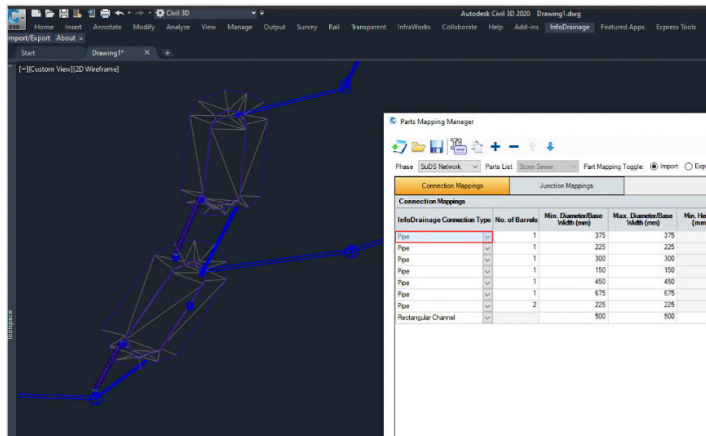 Civil 3D
Autodesk Civil 3D 2020 Drawing1.dwg
Home Insert Annotate Modify Analyze View Manage Output Survey Rail Transparent InfraWorks Collaborate Help Add-ins InfoDrainage Featured Apps Express Tools
Import/Export About
Start Drawing1* +
[−][Custom View][2D Wireframe]
Parts Mapping Manager
Phase SuDS Network Parts List Storm Sewer Part Mapping Toggle: Import Exp
Connection Mappings Junction Mappings
Connection Mappings
InfoDrainage Connection Type No. of Barrels Min. Diameter/Base Width (mm) Max. Diameter/Base Width (mm) Min. He (mm
Pipe 1 375 375
Pipe 1 225 225
Pipe 1 300 300
Pipe 1 150 150
Pipe 1 450 450
Pipe 1 675 675
Pipe 2 225 225
Rectangular Channel 500 500
Toolspace